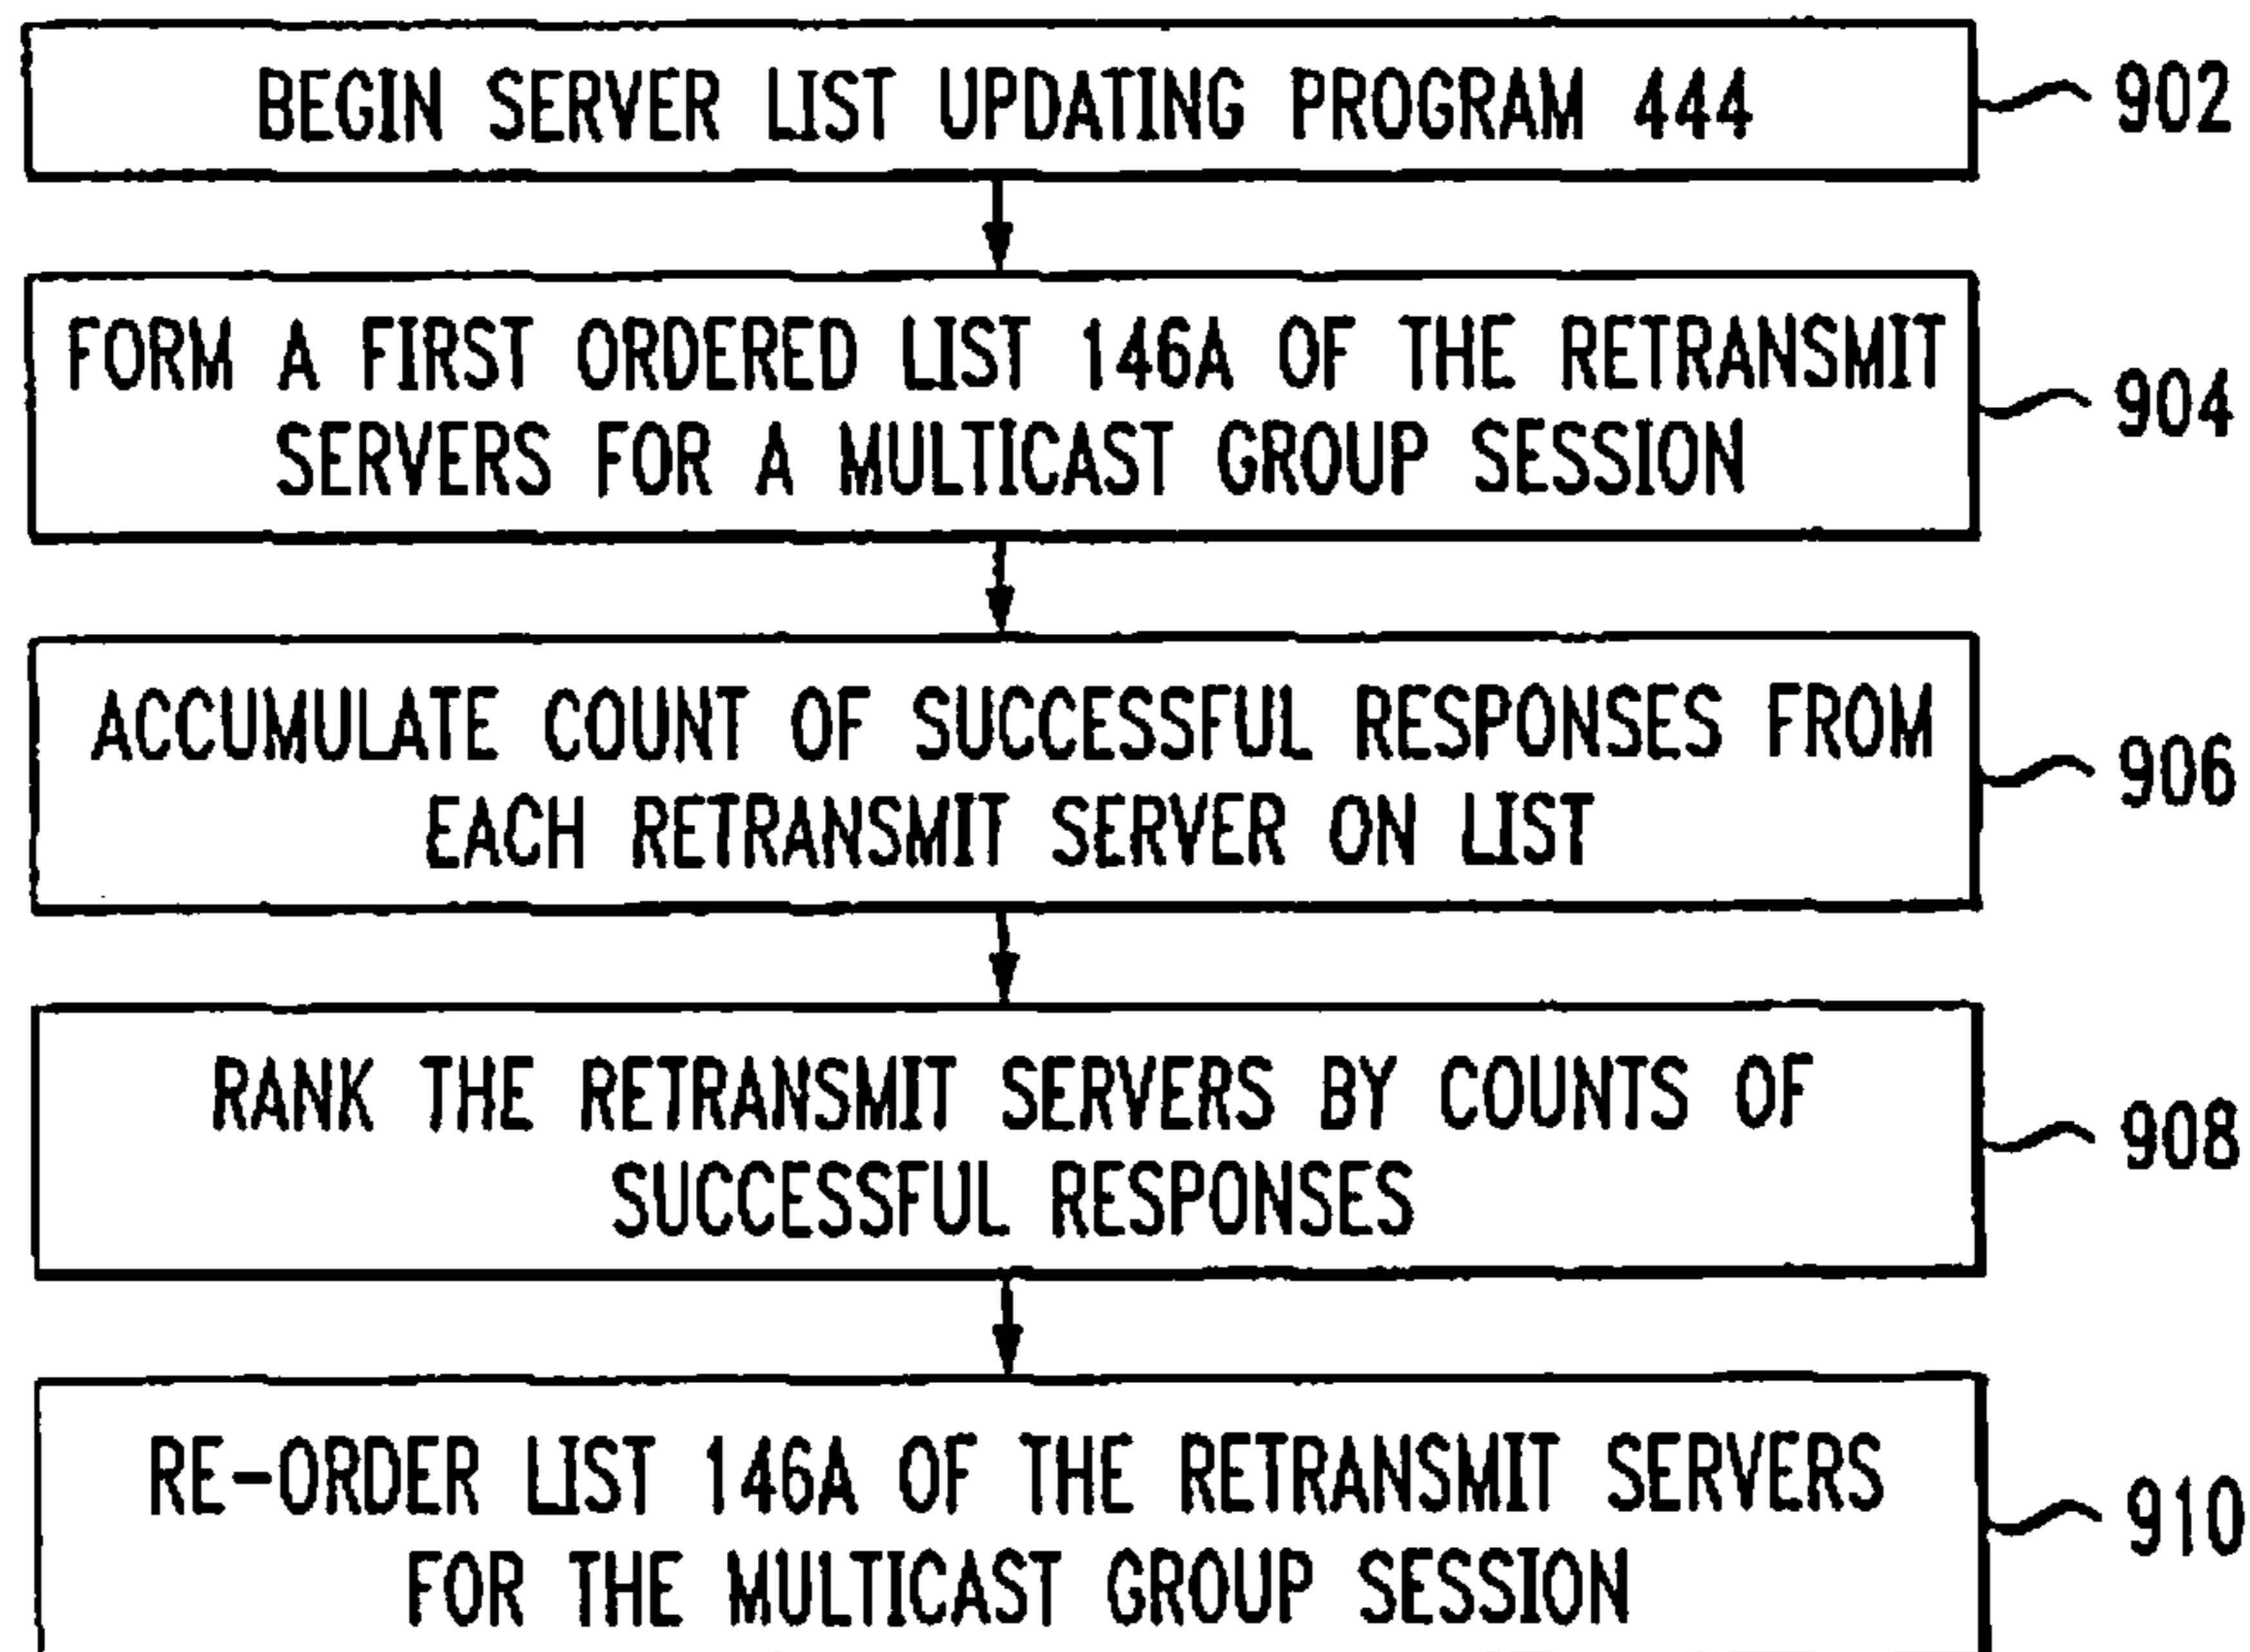 BEGIN SERVER LIST UPDATING PROGRAM 444
902
FORM A FIRST ORDERED LIST 146A OF THE RETRANSMIT
SERVERS FOR A MULTICAST GROUP SESSION
904
ACCUMULATE COUNT OF SUCCESSFUL RESPONSES FROM
EACH RETRANSMIT SERVER ON LIST
906
RANK THE RETRANSMIT SERVERS BY COUNTS OF
SUCCESSFUL RESPONSES
908
RE-ORDER LIST 146A OF THE RETRANSMIT SERVERS
FOR THE MULTICAST GROUP SESSION
910